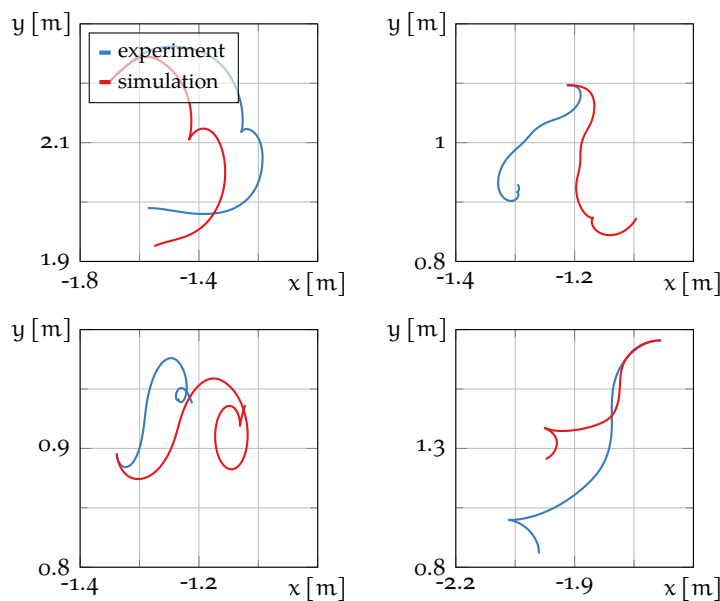 y [m]
experiment
simulation
2.1
1.9
-1.8
-1.4
x [m]
y [m]
1
0.8
-1.4
-1.2
x [m]
y [m]
0.9
0.8
-1.4
-1.2
x [m]
y [m]
1.3
0.8
-2.2
-1.9
x [m]